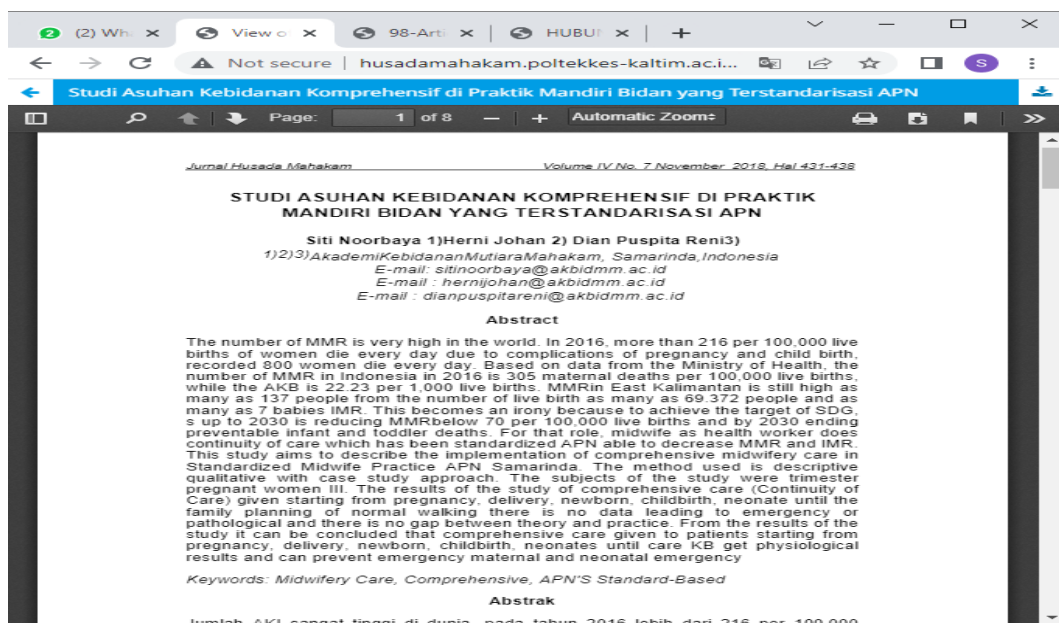 2 (2) Wh
View o
98-Arti
HUBU
Not secure | husadamahakam.poltekkes-kaltim.ac.i...
S
Studi Asuhan Kebidanan Komprehensif di Praktik Mandiri Bidan yang Terstandarisasi APN
Page: 1 of 8 Automatic Zoom
Jurnal Husada Mahakam Volume IV No. 7 November 2018, Hal 431-438
STUDI ASUHAN KEBIDANAN KOMPREHENSIF DI PRAKTIK
MANDIRI BIDAN YANG TERSTANDARISASI APN
Siti Noorbaya 1)Herni Johan 2) Dian Puspita Reni3)
1)2)3)AkademiKebidananMutiaraMahakam, Samarinda,Indonesia
E-mail: sitinoorbaya@akbidmm.ac.id
E-mail : hernijohan@akbidmm.ac.id
E-mail : dianpuspitareni@akbidmm.ac.id
Abstract
The number of MMR is very high in the world. In 2016, more than 216 per 100,000 live
births of women die every day due to complications of pregnancy and child birth,
recorded 800 women die every day. Based on data from the Ministry of Health, the
number of MMR in Indonesia in 2016 is 305 maternal deaths per 100,000 live births,
while the AKB is 22.23 per 1,000 live births. MMRin East Kalimantan is still high as
many as 137 people from the number of live birth as many as 69.372 people and as
many as 7 babies IMR. This becomes an irony because to achieve the target of SDG,
s up to 2030 is reducing MMRbelow 70 per 100,000 live births and by 2030 ending
preventable infant and toddler deaths. For that role, midwife as health worker does
continuity of care which has been standardized APN able to decrease MMR and IMR.
This study aims to describe the implementation of comprehensive midwifery care in
Standardized Midwife Practice APN Samarinda. The method used is descriptive
qualitative with case study approach. The subjects of the study were trimester
pregnant women III. The results of the study of comprehensive care (Continuity of
Care) given starting from pregnancy, delivery, newborn, childbirth, neonate until the
family planning of normal walking there is no data leading to emergency or
pathological and there is no gap between theory and practice. From the results of the
study it can be concluded that comprehensive care given to patients starting from
pregnancy, delivery, newborn, childbirth, neonates until care KB get physiological
results and can prevent emergency maternal and neonatal emergency
Keywords: Midwifery Care, Comprehensive, APN'S Standard-Based
Abstrak
Jumlah AKI sangat tinggi di dunia, pada tahun 2016 lebih dari 216 per 100.000